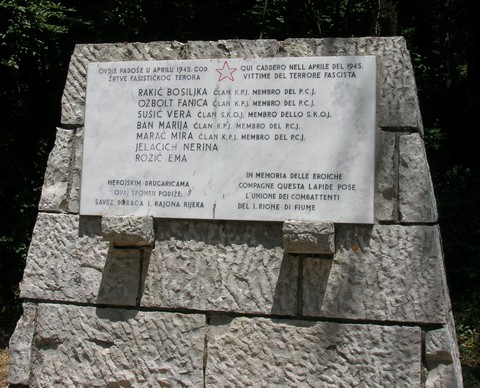 OVDJE PADOŠE U APRILU 1945. GOD.
ŽRTVE FAŠISTIČKOG TERORA
QUI CADDERO NELL APRILE DEL 1945.
VITTIME DEL TERRORE FASCISTA
RAKIĆ BOSILJKA ČLAN K.P.J. MEMBRO DEL P.C.J.
OZBOLT FANICA ČLAN K.P.J. MEMBRO DEL P.C.J.
SUŠIĆ VERA ČLAN S.K.O.J. MEMBRO DELLO S.K.O.J.
BAN MARIJA ČLAN K.P.J. MEMBRO DEL P.C.J.
MARAČ MIRA ČLAN K.P.J. MEMBRO DEL P.C.J.
JELACICH NERINA
ROZIĆ EMA
HEROJSKIM DRUGARICAMA
OVAJ SPOMEN PODIŽE
SAVEZ BORACA I. RAJONA RIJEKA
IN MEMORIA DELLE EROICHE
COMPAGNE QUESTA LAPIDE POSE
L'UNIONE DEI COMBATTENTI
DEL I. RIONE DI FIUME